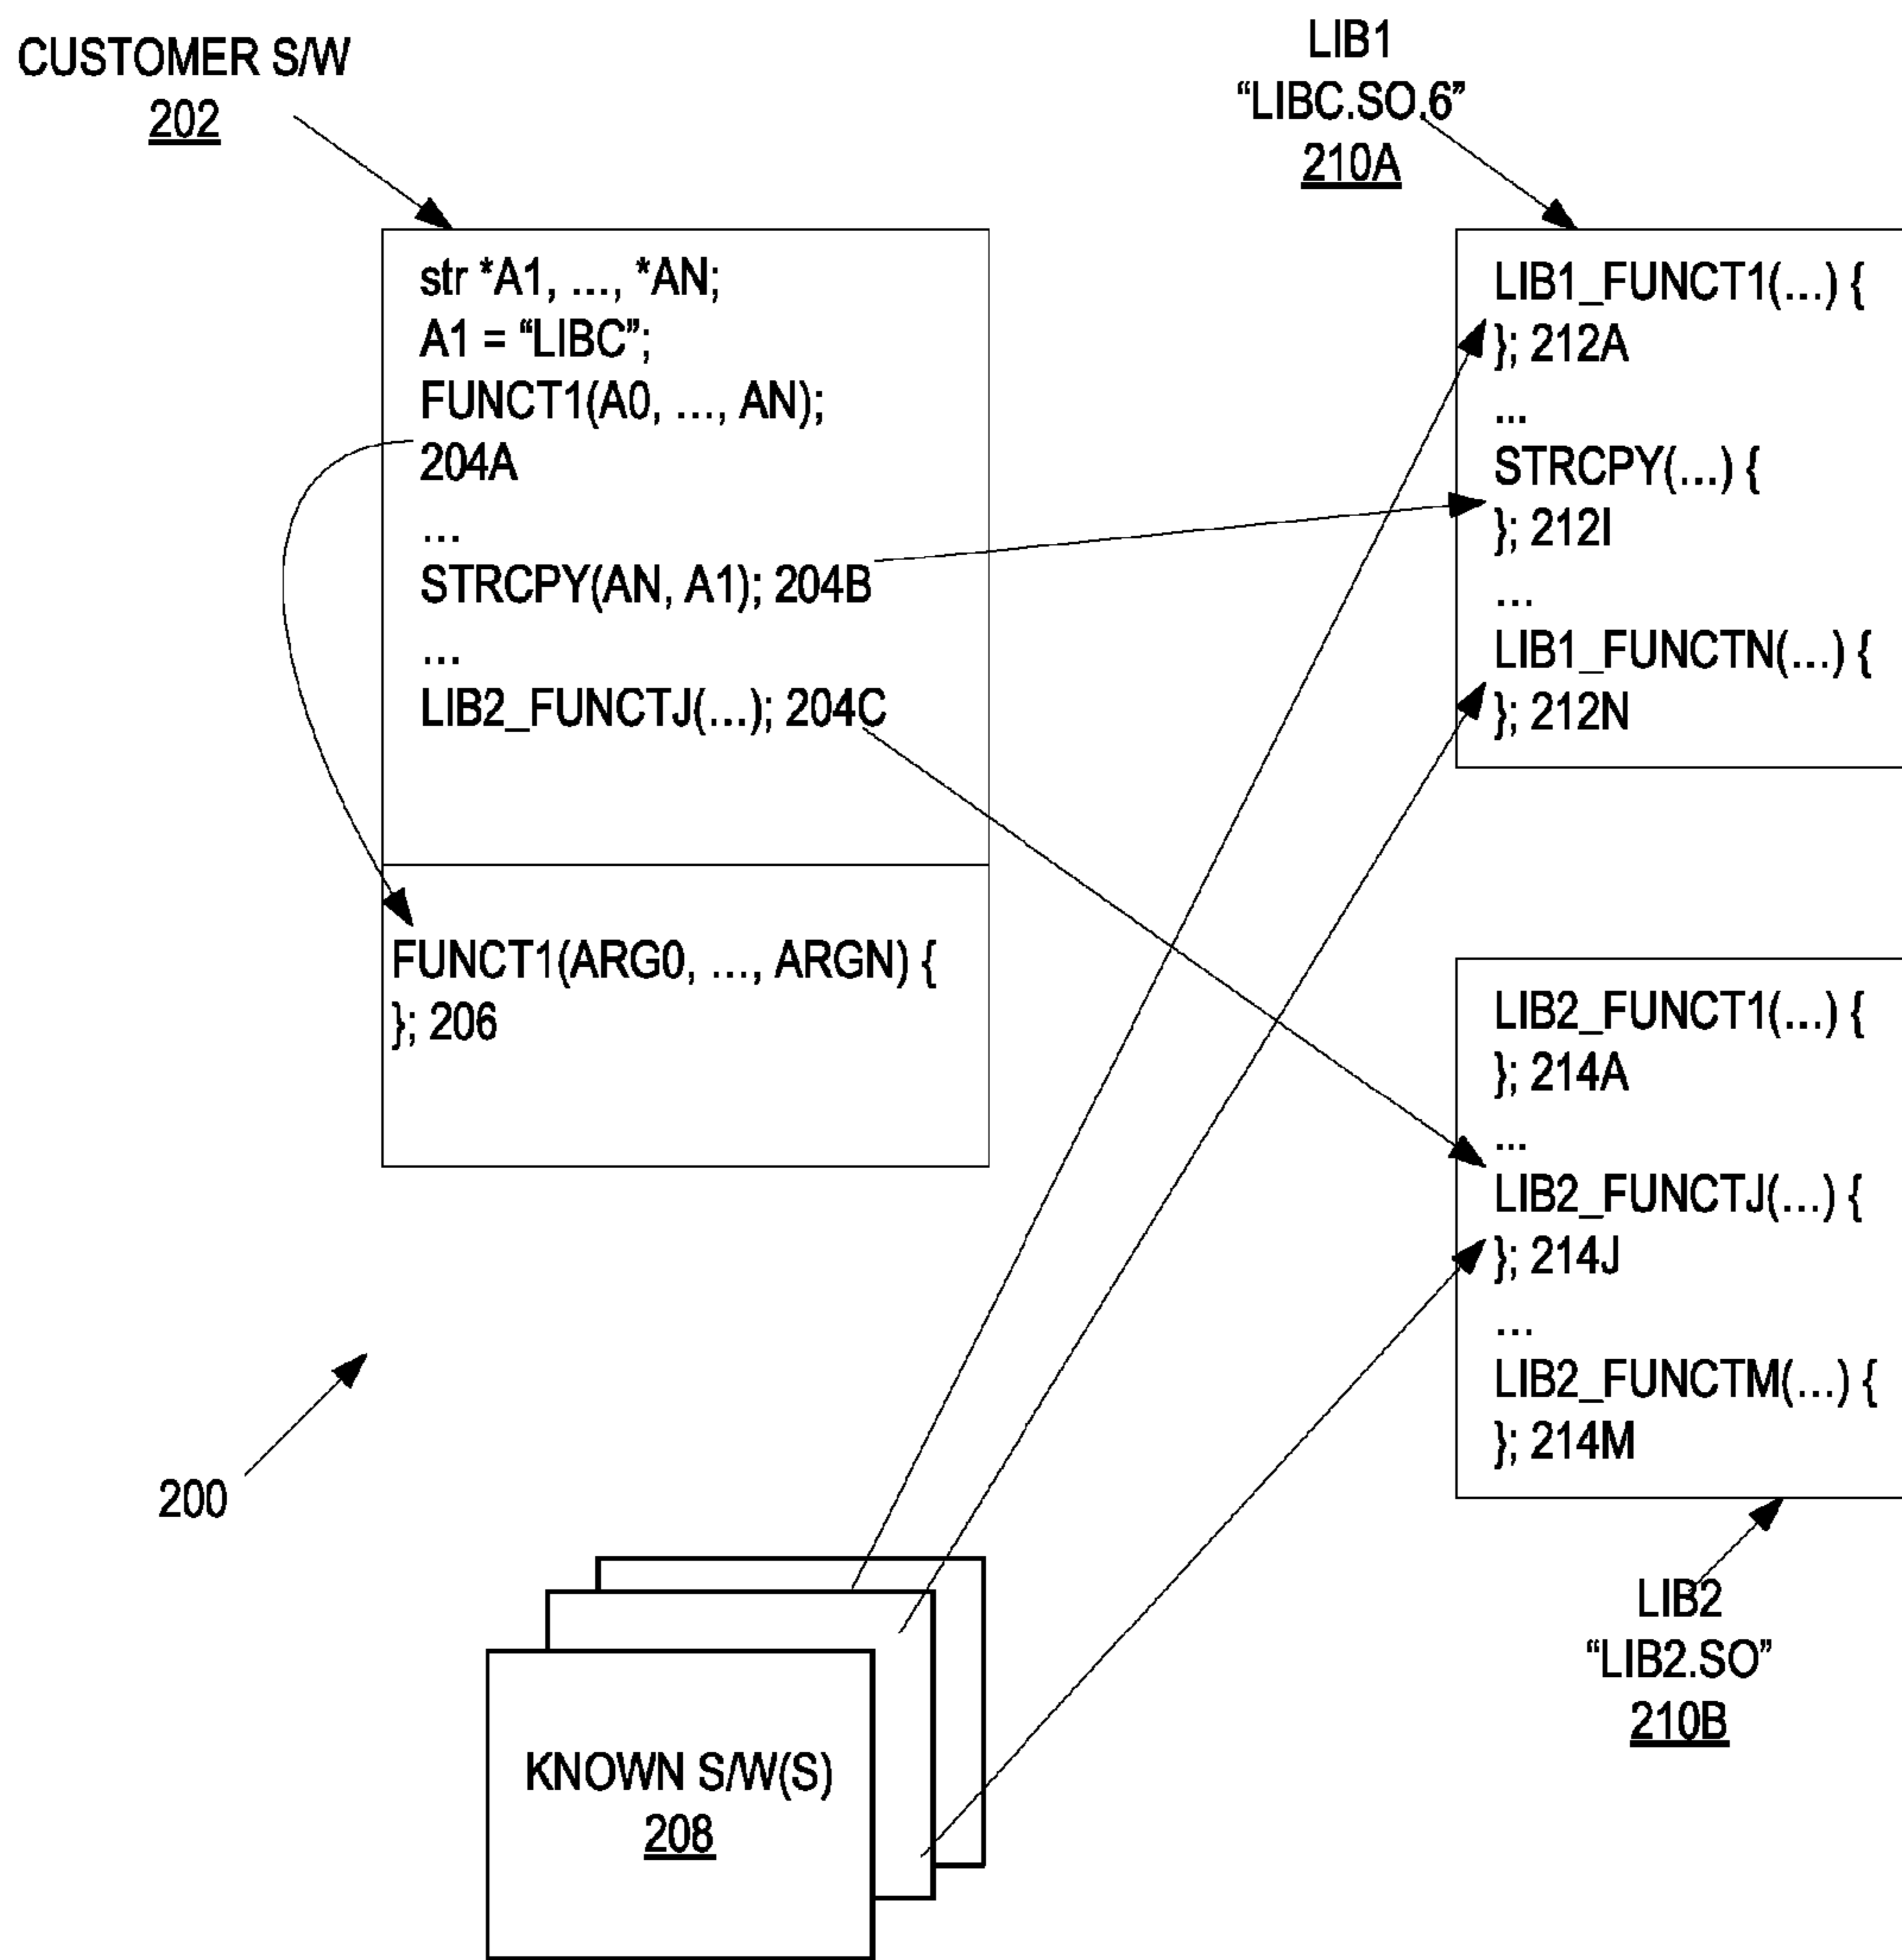 CUSTOMER S/W
202
str *A1, ..., *AN;
A1 = “LIBC”;
FUNCT1(A0, ..., AN);
204A
...
STRCPY(AN, A1); 204B
...
LIB2_FUNCTJ(...); 204C
FUNCT1(ARG0, ..., ARGN) {
}; 206
LIB1
“LIBC.SO.6”
210A
LIB1_FUNCT1(...) {
}; 212A
...
STRCPY(...) {
}; 212I
...
LIB1_FUNCTN(...) {
}; 212N
LIB2_FUNCT1(...) {
}; 214A
...
LIB2_FUNCTJ(...) {
}; 214J
...
LIB2_FUNCTM(...) {
}; 214M
LIB2
“LIB2.SO”
210B
200
KNOWN S/W(S)
208